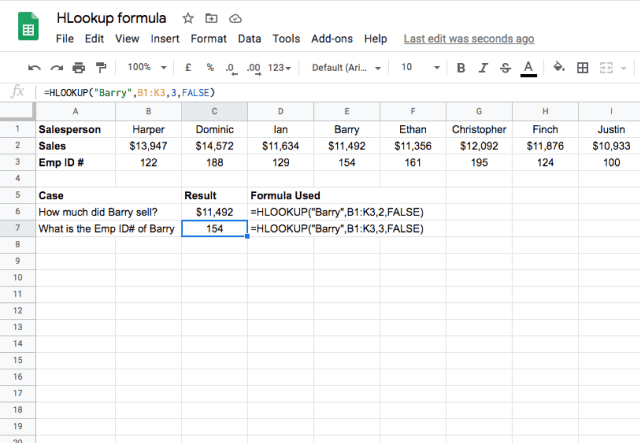 HLookup formula
File Edit View Insert Format Data Tools Add-ons Help Last edit was seconds ago
100% £ % .0 .00 123 Default (Ari... 10 B I S A
fx =HLOOKUP("Barry",B1:K3,3,FALSE)
A B C D E F G H I
1 Salesperson Harper Dominic Ian Barry Ethan Christopher Finch Justin
2 Sales $13,947 $14,572 $11,634 $11,492 $11,356 $12,092 $11,876 $10,933
3 Emp ID # 122 188 129 154 161 195 124 100
4
5 Case Result Formula Used
6 How much did Barry sell? $11,492 =HLOOKUP("Barry",B1:K3,2,FALSE)
7 What is the Emp ID# of Barry 154 =HLOOKUP("Barry",B1:K3,3,FALSE)
8
9
10
11
12
13
14
15
16
17
18
19
20